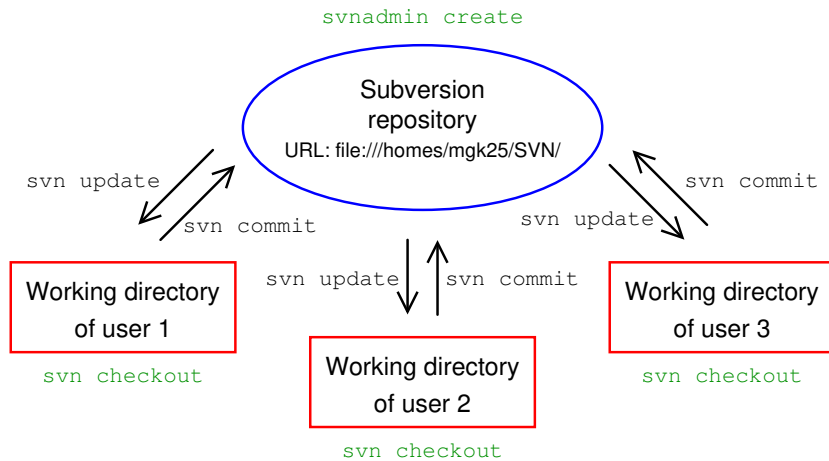 svnadmin create
Subversion
repository
URL: file:///homes/mgk25/SVN/
svn update
svn commit
svn commit
svn update
svn update
svn commit
Working directory
of user 1
svn checkout
Working directory
of user 2
svn checkout
Working directory
of user 3
svn checkout